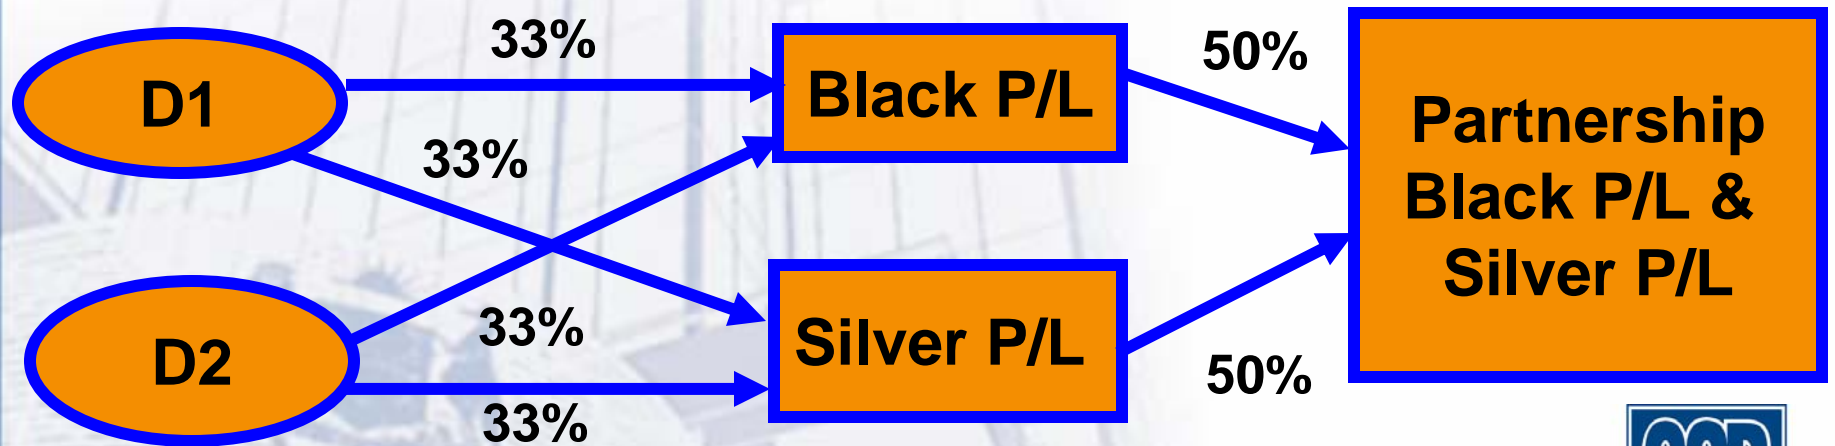 33%
50%
D1
Black P/L
33%
Partnership
Black P/L &
Silver P/L
33%
D2
Silver P/L
50%
33%